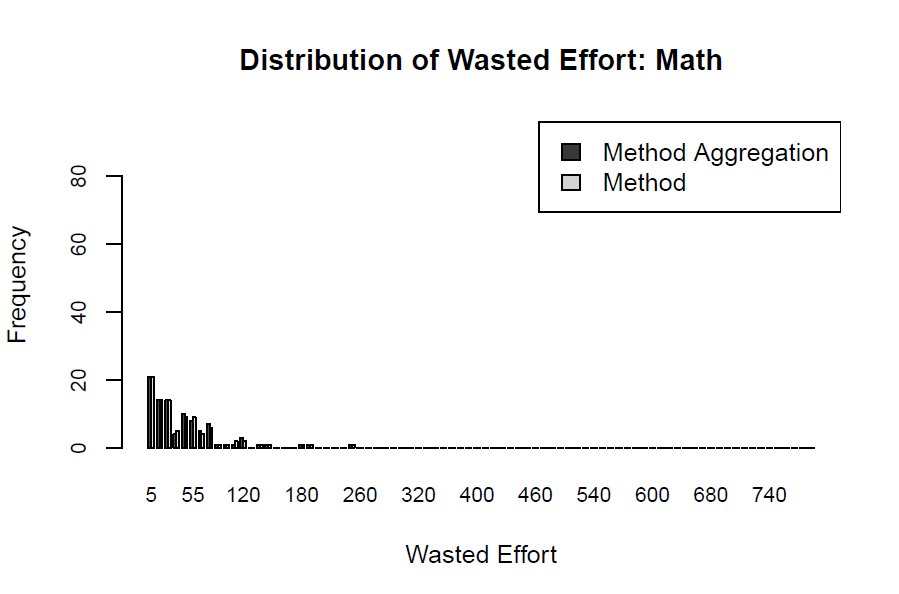 Distribution of Wasted Effort: Math
Method Aggregation
Method
Frequency
80
60
40
20
0
5 55 120 180 260 320 400 460 540 600 680 740
Wasted Effort